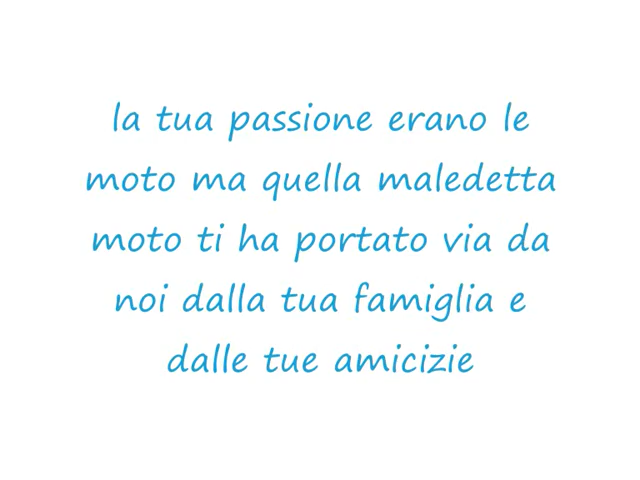 la tua passione erano le
moto ma quella maledetta
moto ti ha portato via da
noi dalla tua famiglia e
dalle tue amicizie